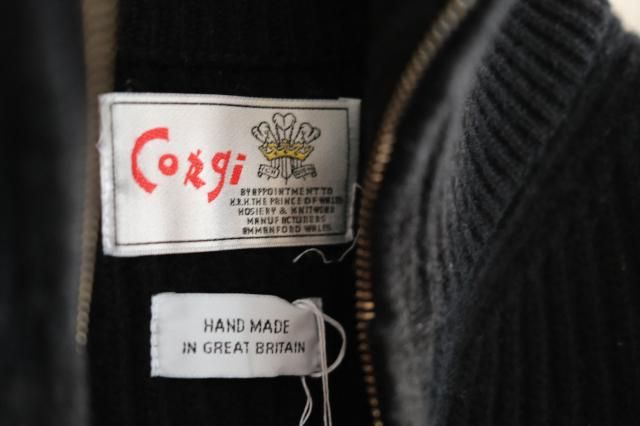 Corgi
BY APPOINTMENT TO
H.R.H. THE PRINCE OF WALES
HOSIERY & KNITWEAR
MANUFACTURERS
AMMANFORD WALES
HAND MADE
IN GREAT BRITAIN